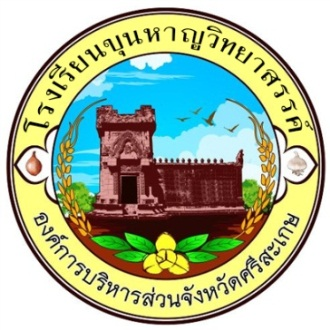 โรงเรียนขุนหาญวิทยาสรรค์
องค์การบริหารส่วนจังหวัดศรีสะเกษ